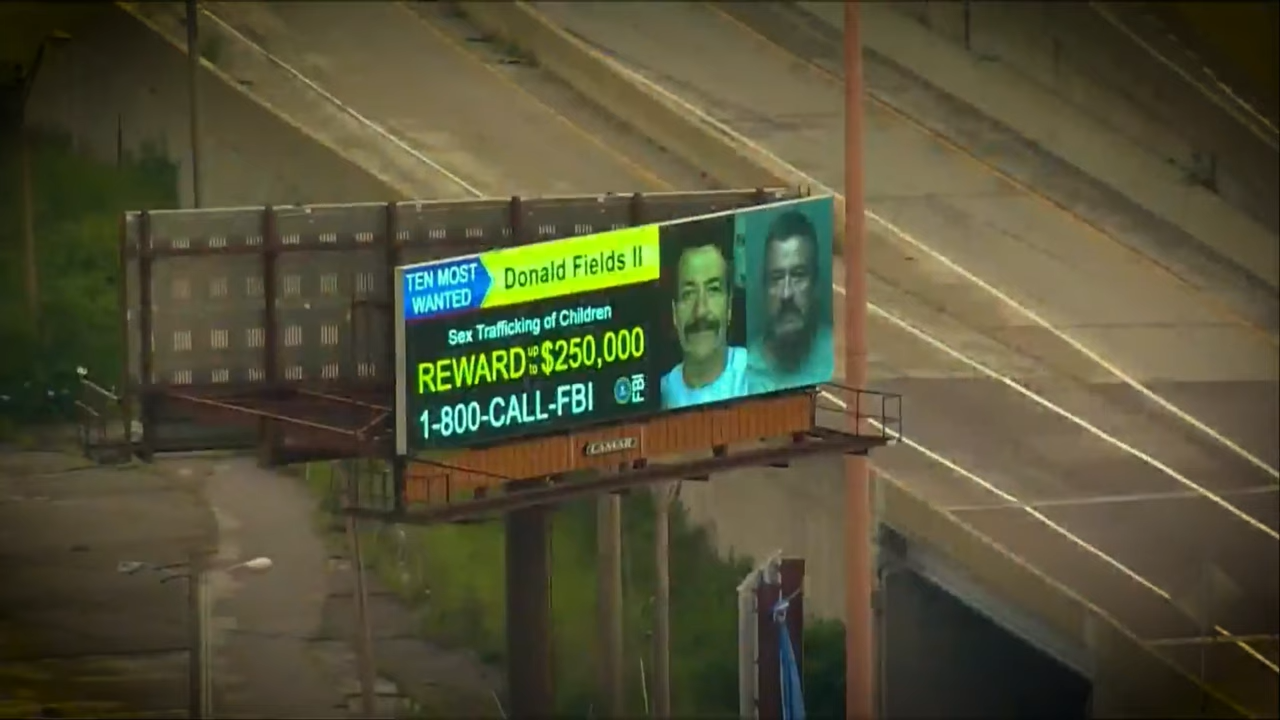 TEN MOST
WANTED
Donald Fields II
Sex Trafficking of Children
REWARD up to $250,000
1-800-CALL-FBI
FBI
LAMAR